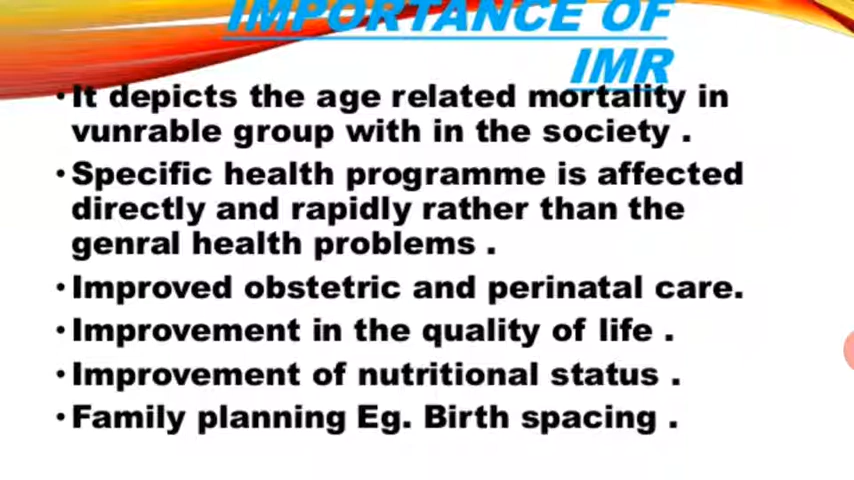 IMPORTANCE OF
IMR
• It depicts the age related mortality in
vunrable group with in the society .
• Specific health programme is affected
directly and rapidly rather than the
genral health problems .
• Improved obstetric and perinatal care.
• Improvement in the quality of life .
• Improvement of nutritional status .
• Family planning Eg. Birth spacing .